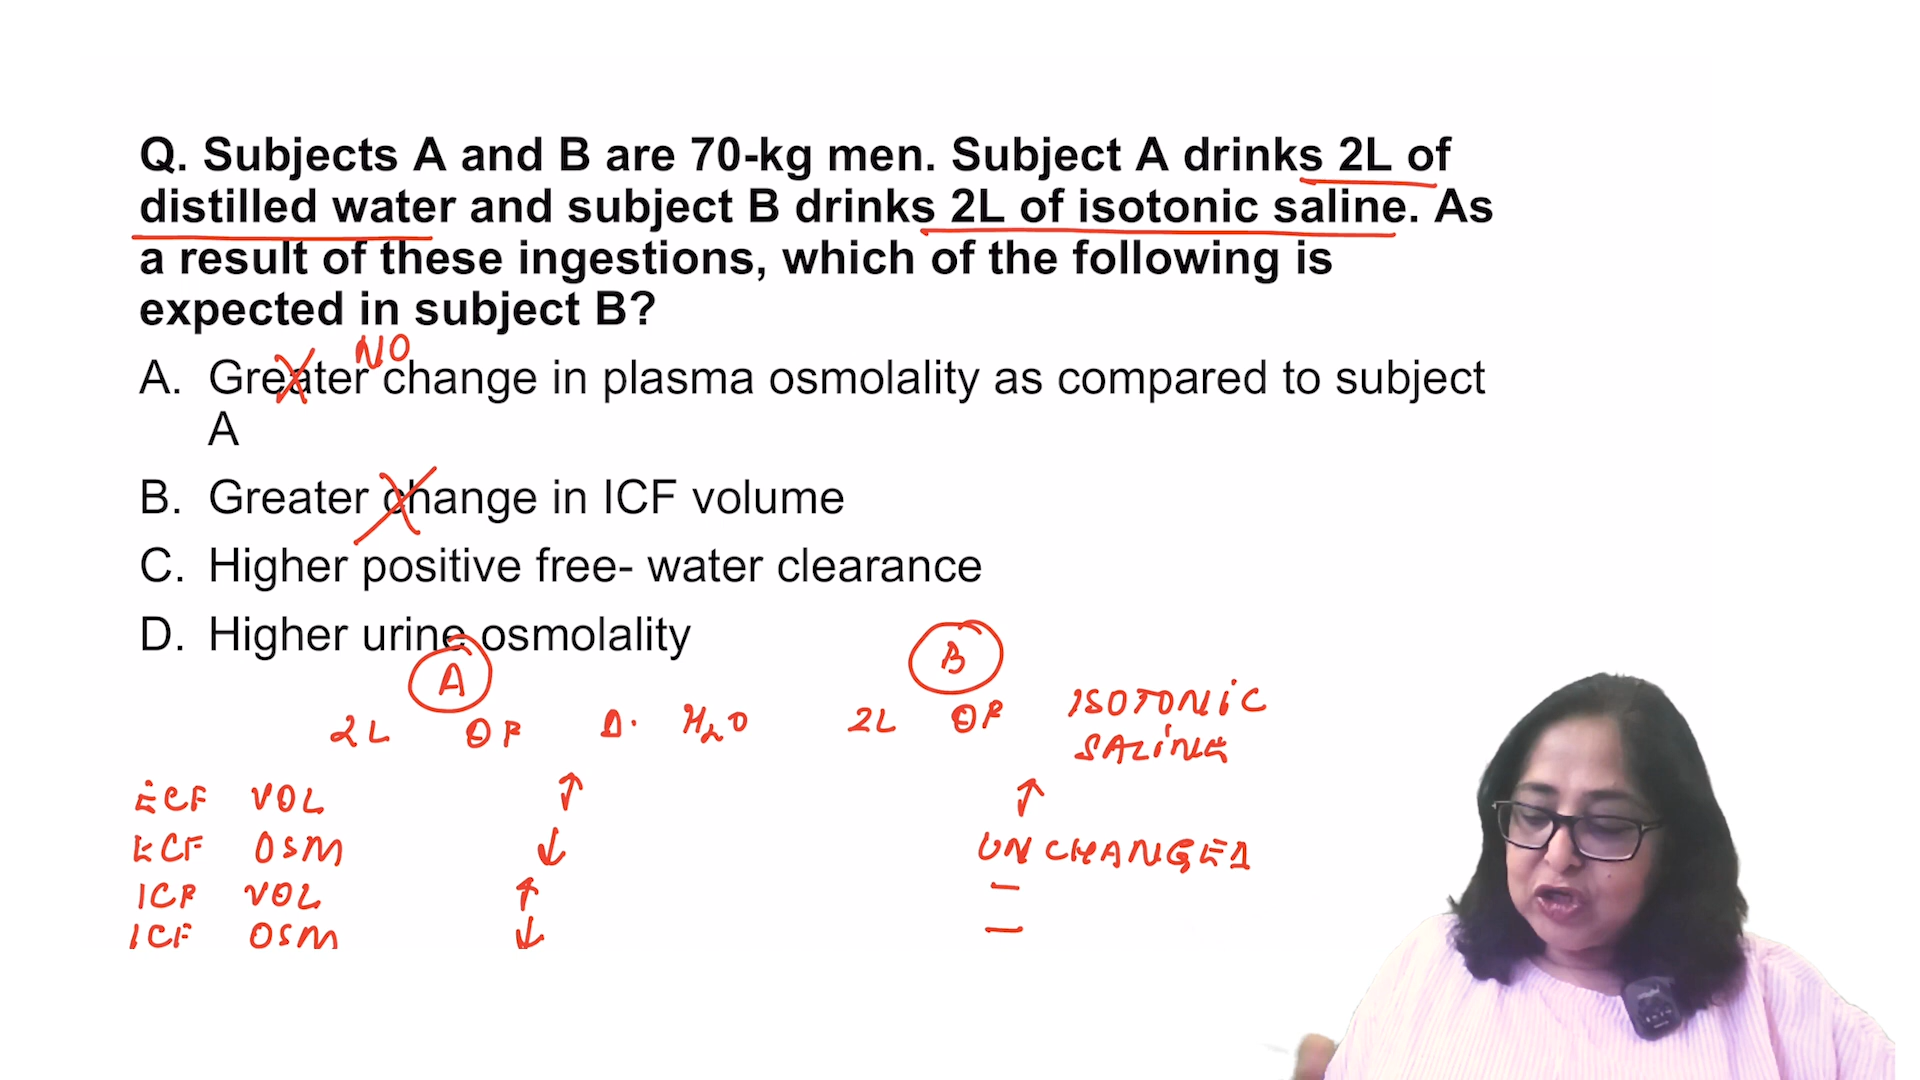 Q. Subjects A and B are 70-kg men. Subject A drinks 2L of
distilled water and subject B drinks 2L of isotonic saline. As
a result of these ingestions, which of the following is
expected in subject B?
NO
A. Greater change in plasma osmolality as compared to subject
A
B. Greater change in ICF volume
C. Higher positive free- water clearance
D. Higher urine osmolality
A B
2L OF D. H2O 2L OF ISOTONIC
SALINE
ECF VOL ↑ ↑
ECF OSM ↓ UNCHANGED
ICF VOL ↑ –
ICF OSM ↓ –